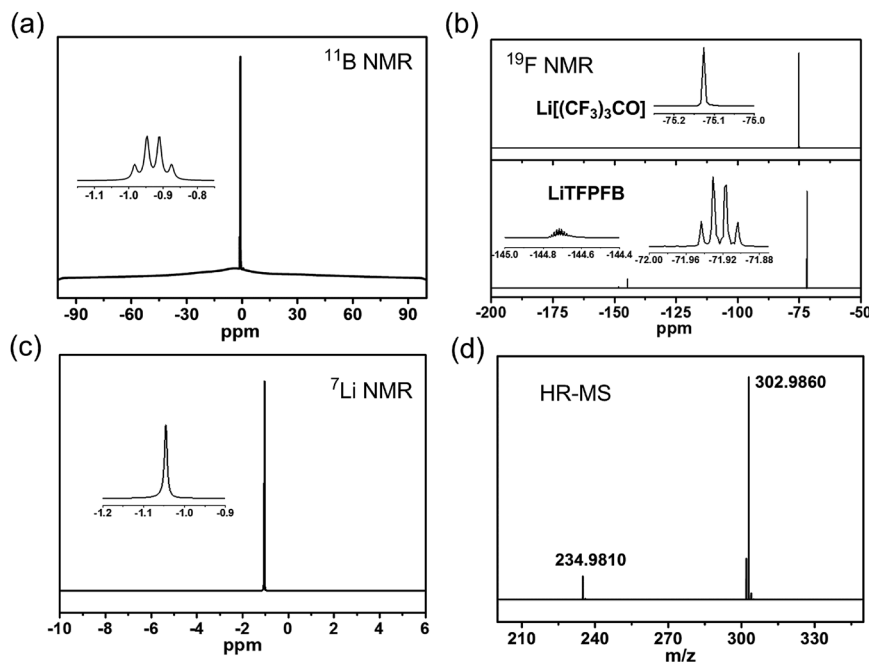 (a)
¹¹B NMR
-1.1 -1.0 -0.9 -0.8
-90 -60 -30 0 30 60 90
ppm
(b)
¹⁹F NMR
Li[(CF₃)₃CO]
-75.2 -75.1 -75.0
LiTFPFB
-145.0 -144.8 -144.6 -144.4
-72.00 -71.96 -71.92 -71.88
-200 -175 -150 -125 -100 -75 -50
ppm
(c)
⁷Li NMR
-1.2 -1.1 -1.0 -0.9
-10 -8 -6 -4 -2 0 2 4 6
ppm
(d)
HR-MS
302.9860
234.9810
210 240 270 300 330
m/z